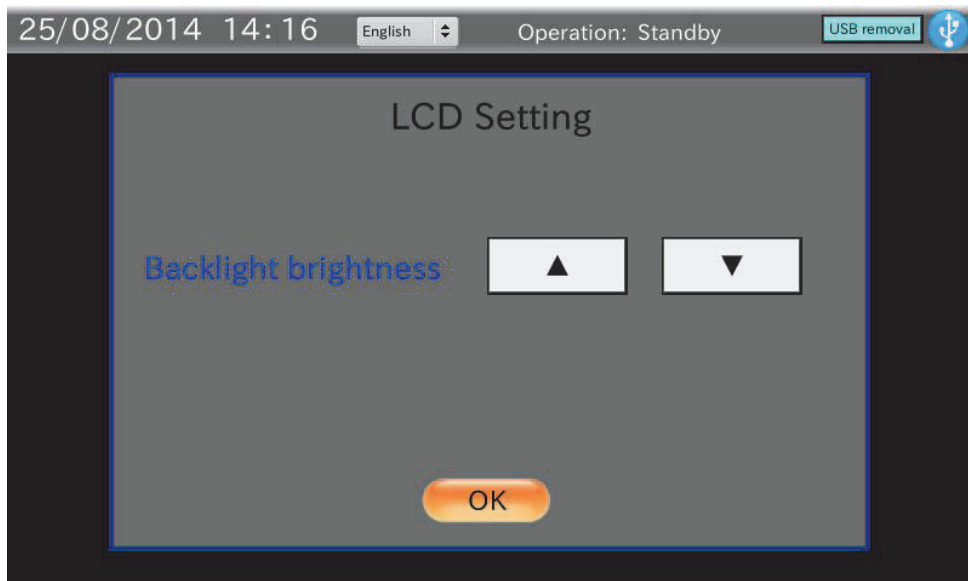 25/08/2014 14:16 English Operation: Standby USB removal
LCD Setting
Backlight brightness ▲ ▼
OK